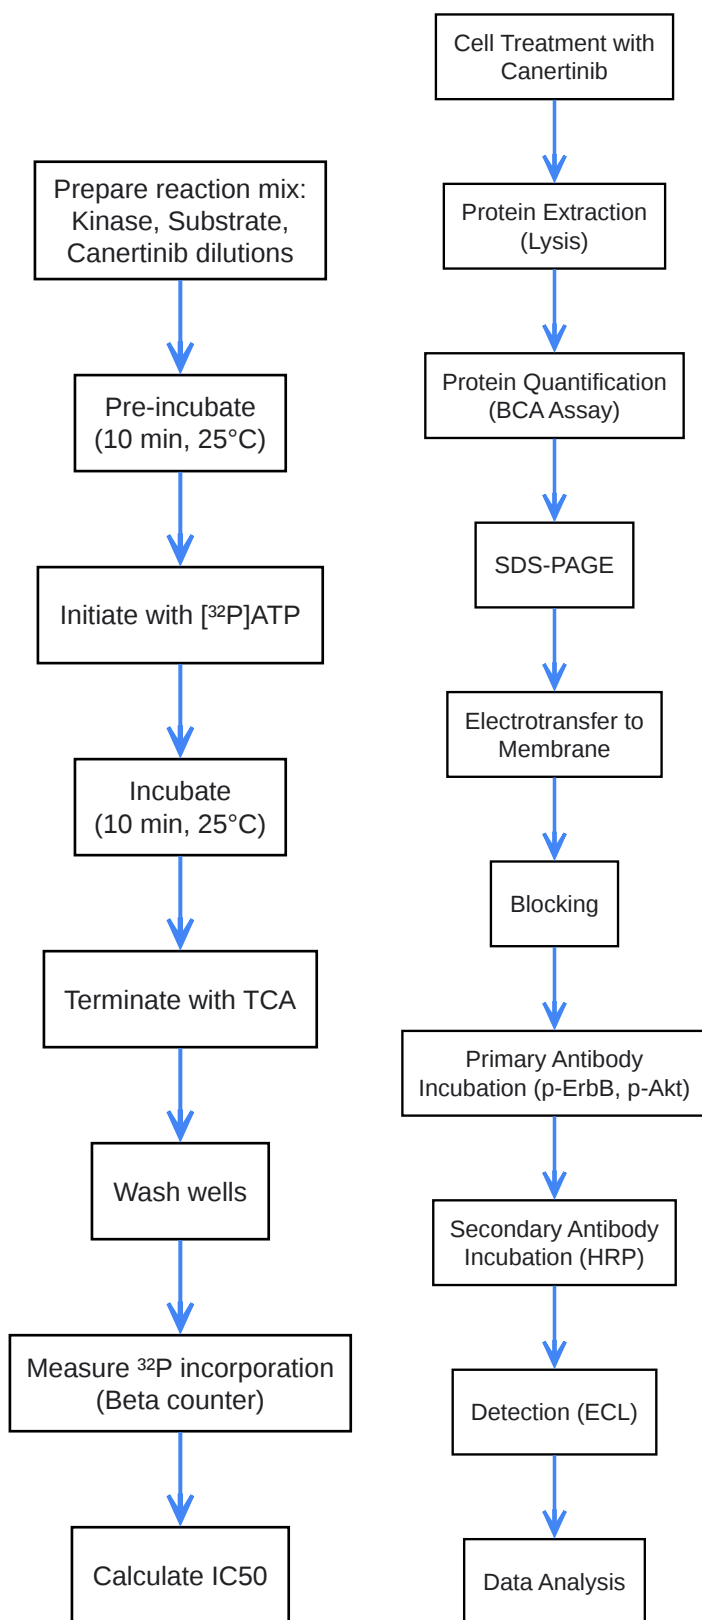 Prepare reaction mix:
Kinase, Substrate,
Canertinib dilutions
Pre-incubate
(10 min, 25°C)
Initiate with [³²P]ATP
Incubate
(10 min, 25°C)
Terminate with TCA
Wash wells
Measure ³²P incorporation
(Beta counter)
Calculate IC50
Cell Treatment with
Canertinib
Protein Extraction
(Lysis)
Protein Quantification
(BCA Assay)
SDS-PAGE
Electrotransfer to
Membrane
Blocking
Primary Antibody
Incubation (p-ErbB, p-Akt)
Secondary Antibody
Incubation (HRP)
Detection (ECL)
Data Analysis